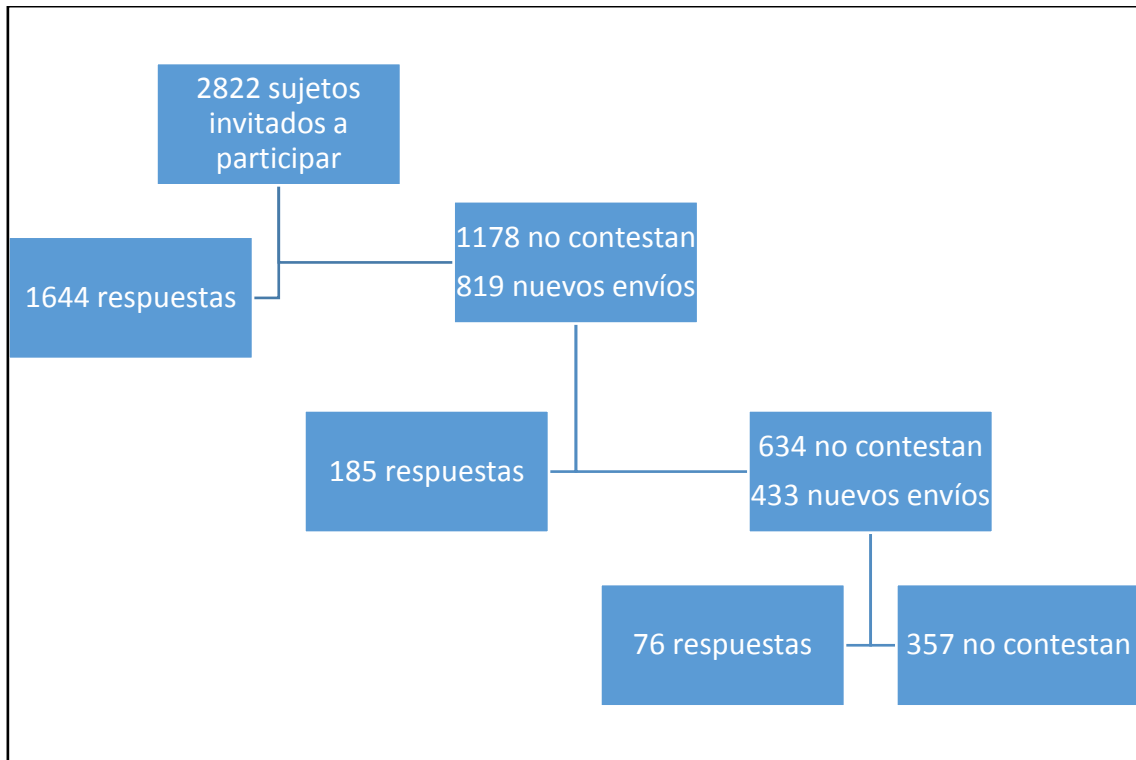 2822 sujetos
invitados a
participar
1644 respuestas
1178 no contestan
819 nuevos envíos
185 respuestas
634 no contestan
433 nuevos envíos
76 respuestas
357 no contestan